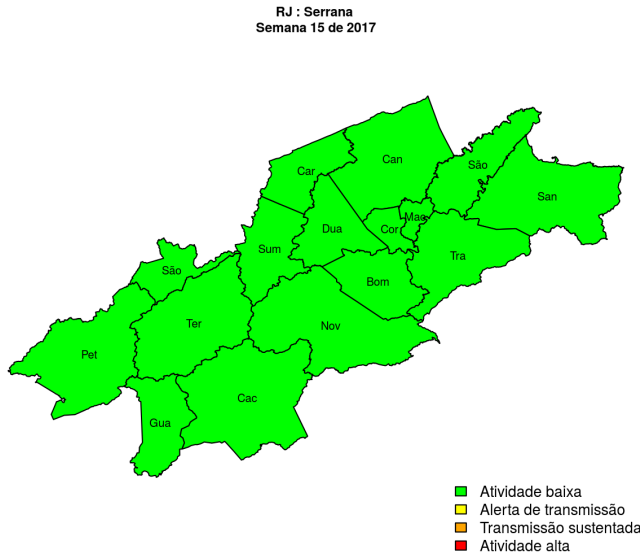 RJ : Serrana
Semana 15 de 2017
Can
São
Car
San
Mac
Dua
Cor
Sum
Tra
São
Bom
Ter
Nov
Pet
Cac
Gua
Atividade baixa
Alerta de transmissão
Transmissão sustentada
Atividade alta